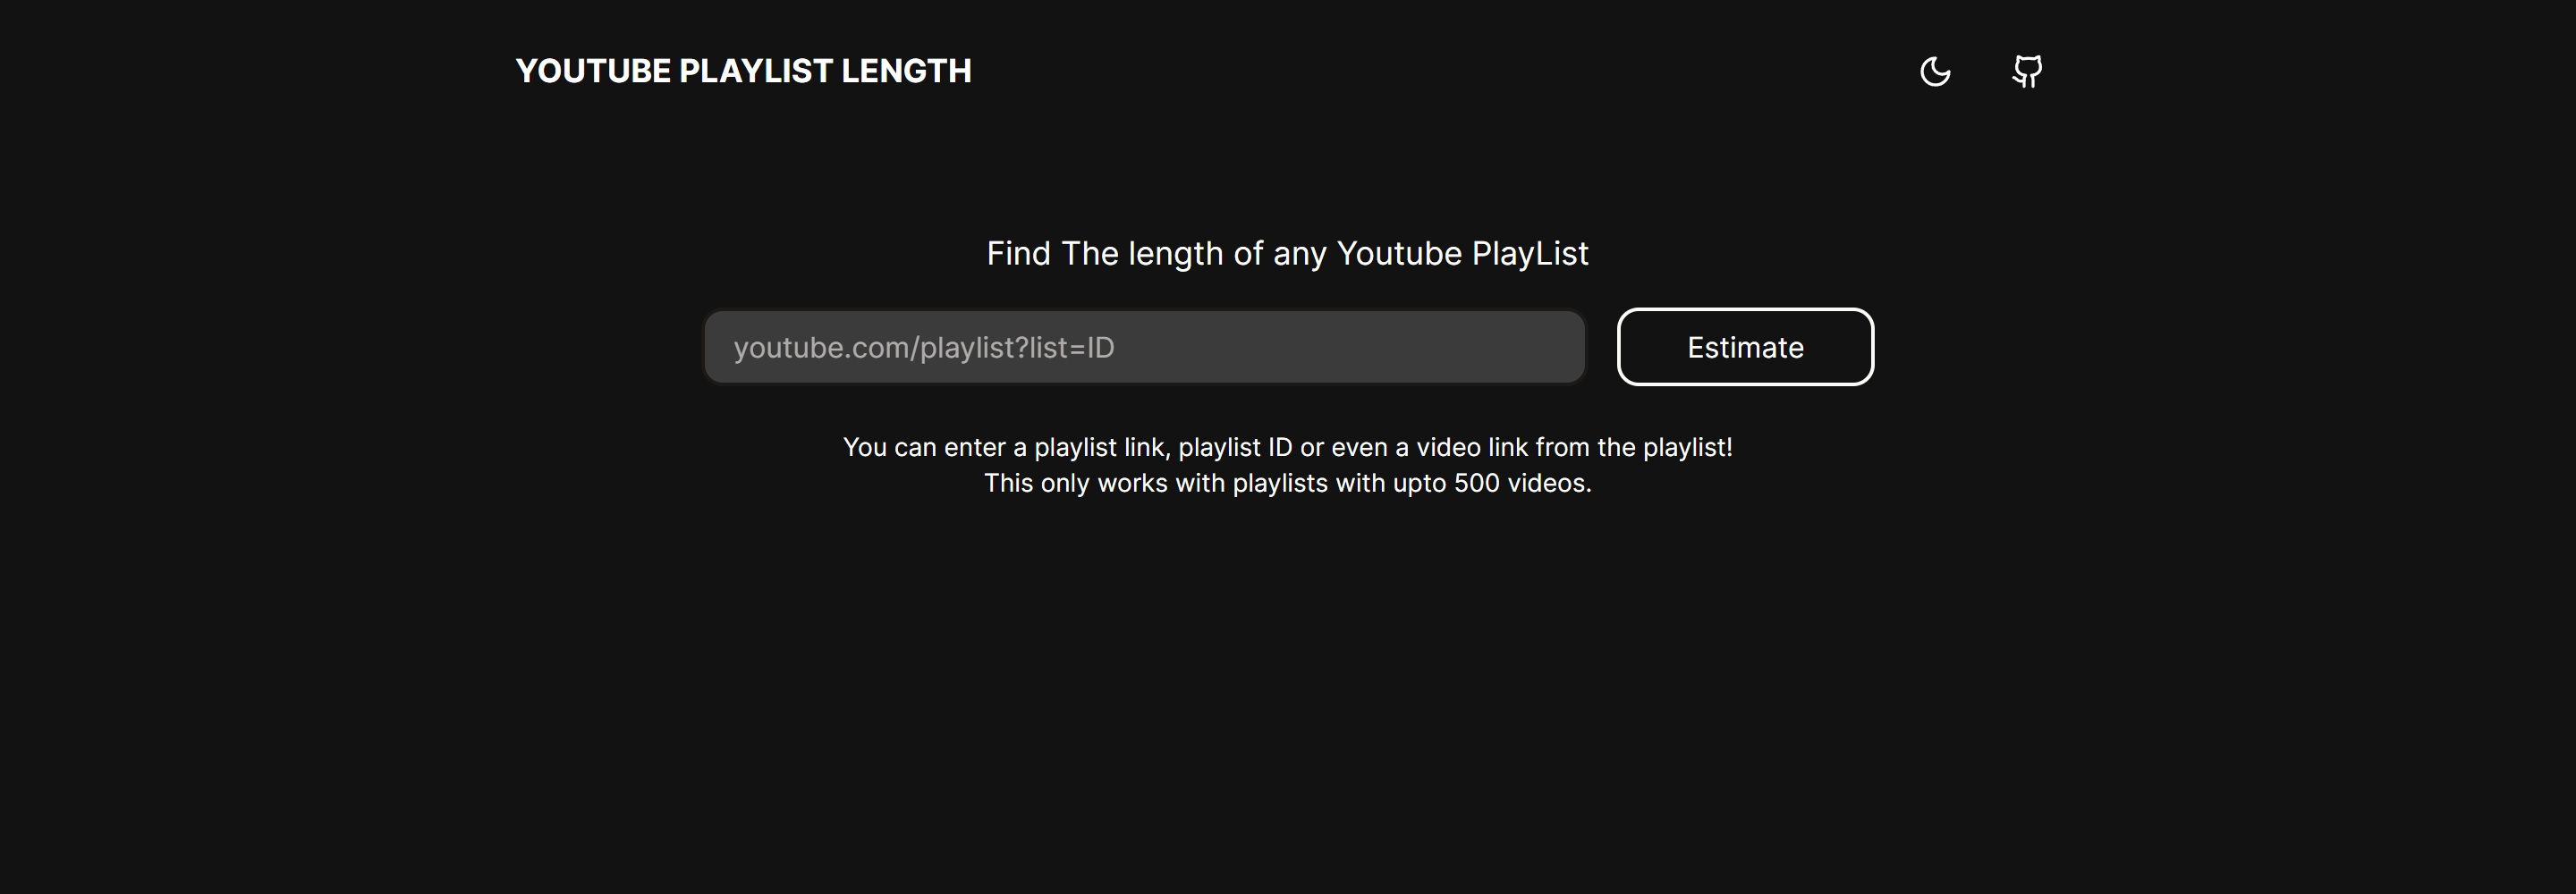 YOUTUBE PLAYLIST LENGTH
Find The length of any Youtube PlayList
youtube.com/playlist?list=ID
Estimate
You can enter a playlist link, playlist ID or even a video link from the playlist!
This only works with playlists with upto 500 videos.